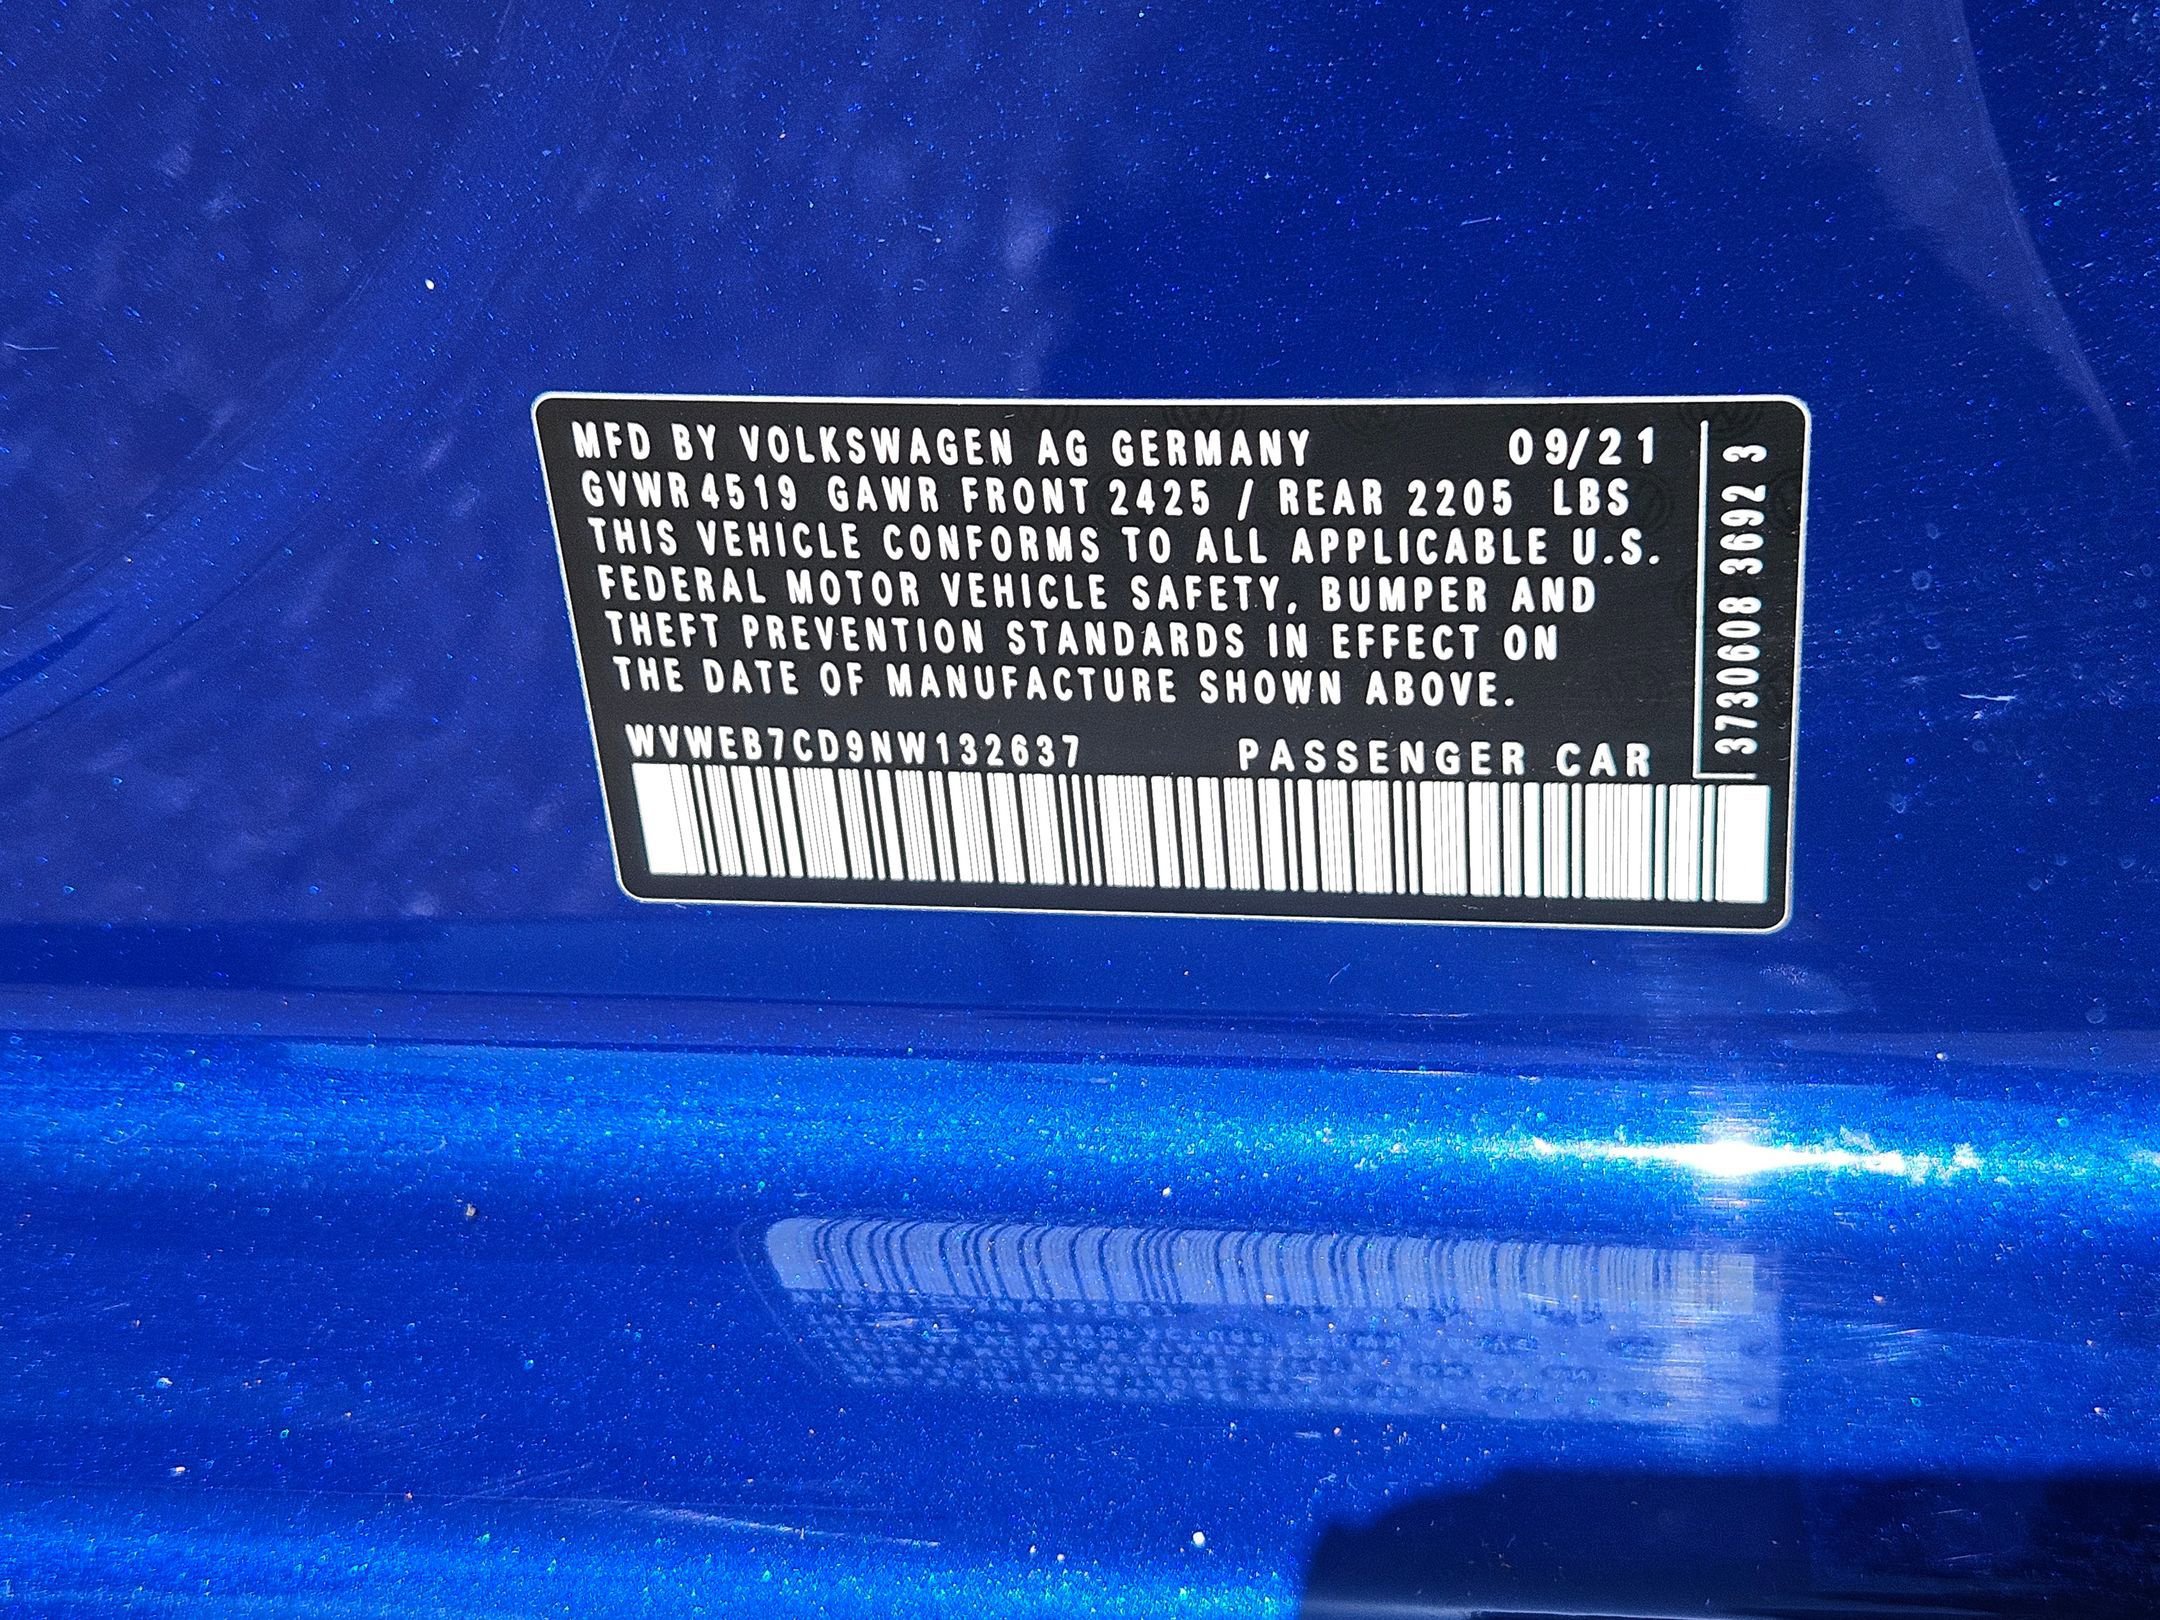 MFD BY VOLKSWAGEN AG GERMANY 09/21
GVWR4519 GAWR FRONT 2425 / REAR 2205 LBS
THIS VEHICLE CONFORMS TO ALL APPLICABLE U.S.
FEDERAL MOTOR VEHICLE SAFETY, BUMPER AND
THEFT PREVENTION STANDARDS IN EFFECT ON
THE DATE OF MANUFACTURE SHOWN ABOVE.
WVWEB7CD9NW132637 PASSENGER CAR
3730608 3692 3